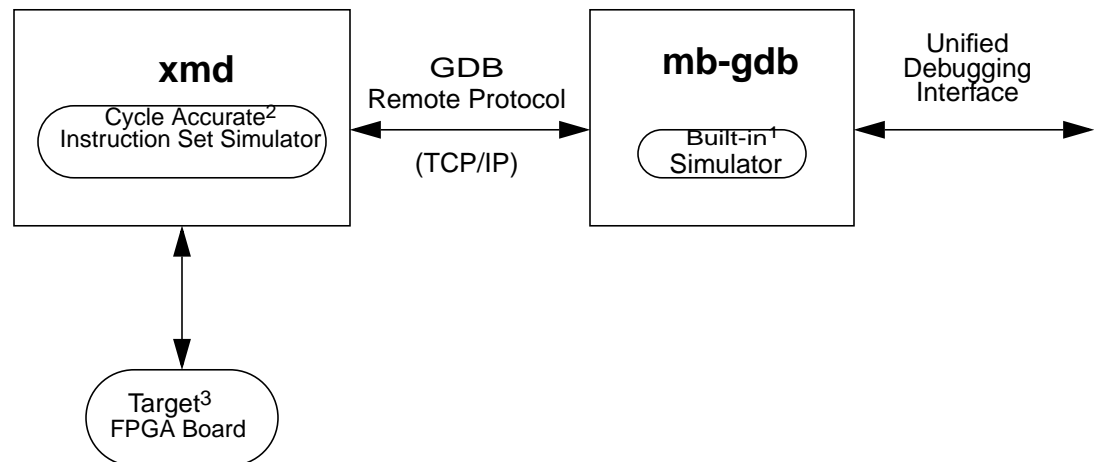 xmd
Cycle Accurate2
Instruction Set Simulator
GDB
Remote Protocol
(TCP/IP)
mb-gdb
Built-in1
Simulator
Unified
Debugging
Interface
Target3
FPGA Board